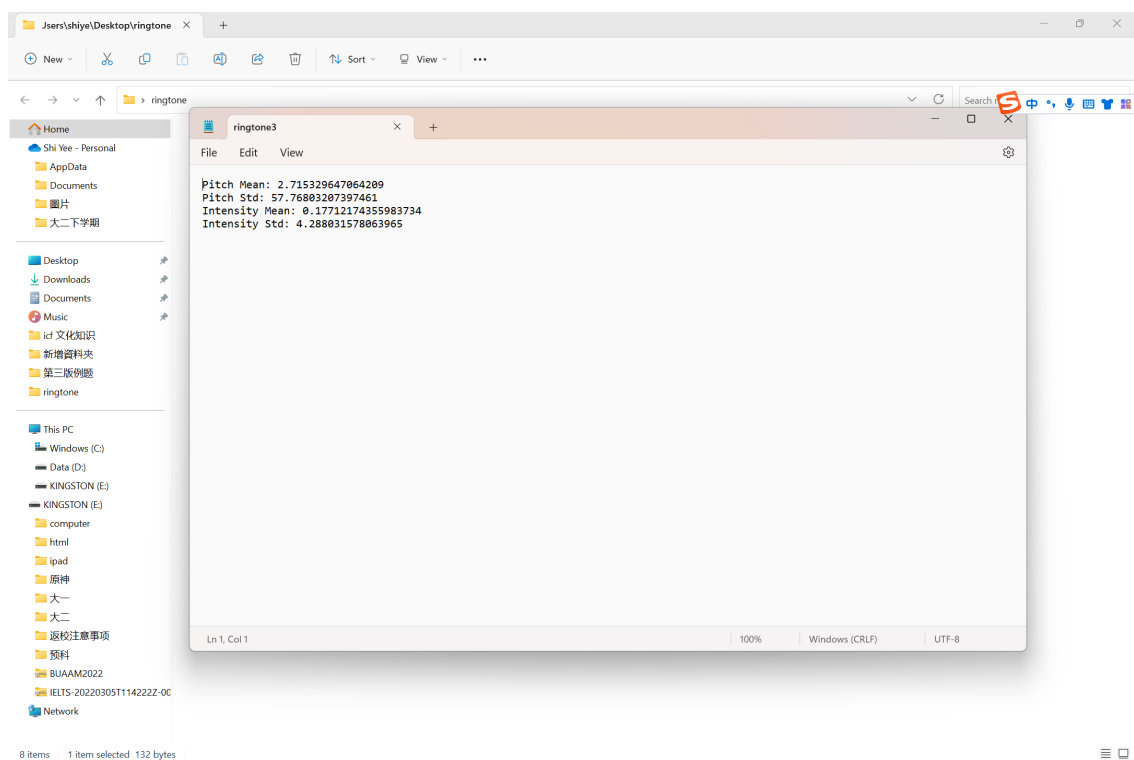 Jsers\shiye\Desktop\ringtone
New
Sort
View
ringtone
Search
中
Home
Shi Yee - Personal
AppData
Documents
圖片
大二下学期
Desktop
Downloads
Documents
Music
icf 文化知识
新增資料夾
第三版例题
ringtone
This PC
Windows (C:)
Data (D:)
KINGSTON (E:)
KINGSTON (E:)
computer
html
ipad
原神
大一
大二
返校注意事项
预科
BUAAM2022
IELTS-20220305T114222Z-00
Network
ringtone3
File Edit View
Pitch Mean: 2.715329647064209
Pitch Std: 57.76803207397461
Intensity Mean: 0.17712174355983734
Intensity Std: 4.288031578063965
Ln 1, Col 1 100% Windows (CRLF) UTF-8
8 items 1 item selected 132 bytes